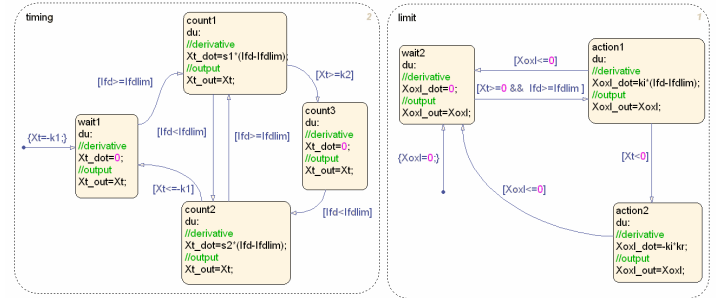 timing
2
count1
du:
//derivative
Xt_dot=s1*(Ifd-Ifdlim);
//output
Xt_out=Xt;
[Ifd>=Ifdlim]
[Xt>=k2]
count3
du:
//derivative
Xt_dot=0;
//output
Xt_out=Xt;
wait1
du:
//derivative
Xt_dot=0;
//output
Xt_out=Xt;
{Xt=-k1;}
[Ifd<Ifdlim]
[Ifd>=Ifdlim]
[Xt<=-k1]
[Ifd<Ifdlim]
count2
du:
//derivative
Xt_dot=s2*(Ifd-Ifdlim);
//output
Xt_out=Xt;
limit
1
wait2
du:
//derivative
Xoxl_dot=0;
//output
Xoxl_out=Xoxl;
[Xoxl<=0]
[Xt>=0 && Ifd>=Ifdlim ]
action1
du:
//derivative
Xoxl_dot=ki*(Ifd-Ifdlim);
//output
Xoxl_out=Xoxl;
{Xoxl=0;}
[Xt<0]
[Xoxl<=0]
action2
du:
//derivative
Xoxl_dot=-ki*kr;
//output
Xoxl_out=Xoxl;